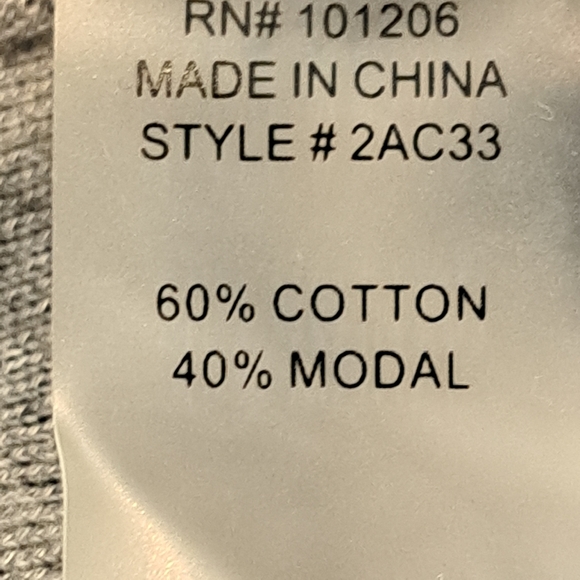 RN# 101206
MADE IN CHINA
STYLE # 2AC33
60% COTTON
40% MODAL